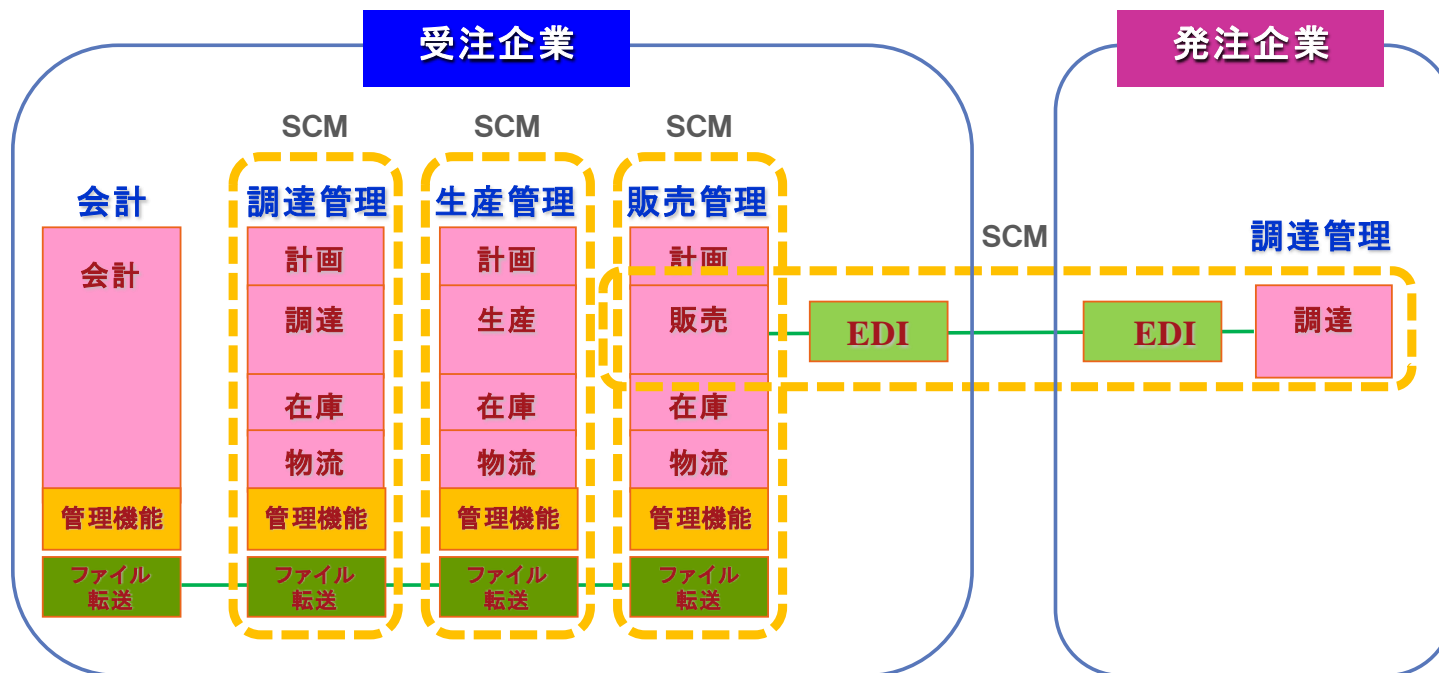 受注企業
発注企業
SCM
SCM
SCM
会計
調達管理
生産管理
販売管理
SCM
調達管理
会計
計画
計画
計画
調達
生産
販売
EDI
EDI
調達
在庫
在庫
在庫
物流
物流
物流
管理機能
管理機能
管理機能
管理機能
ファイル
転送
ファイル
転送
ファイル
転送
ファイル
転送